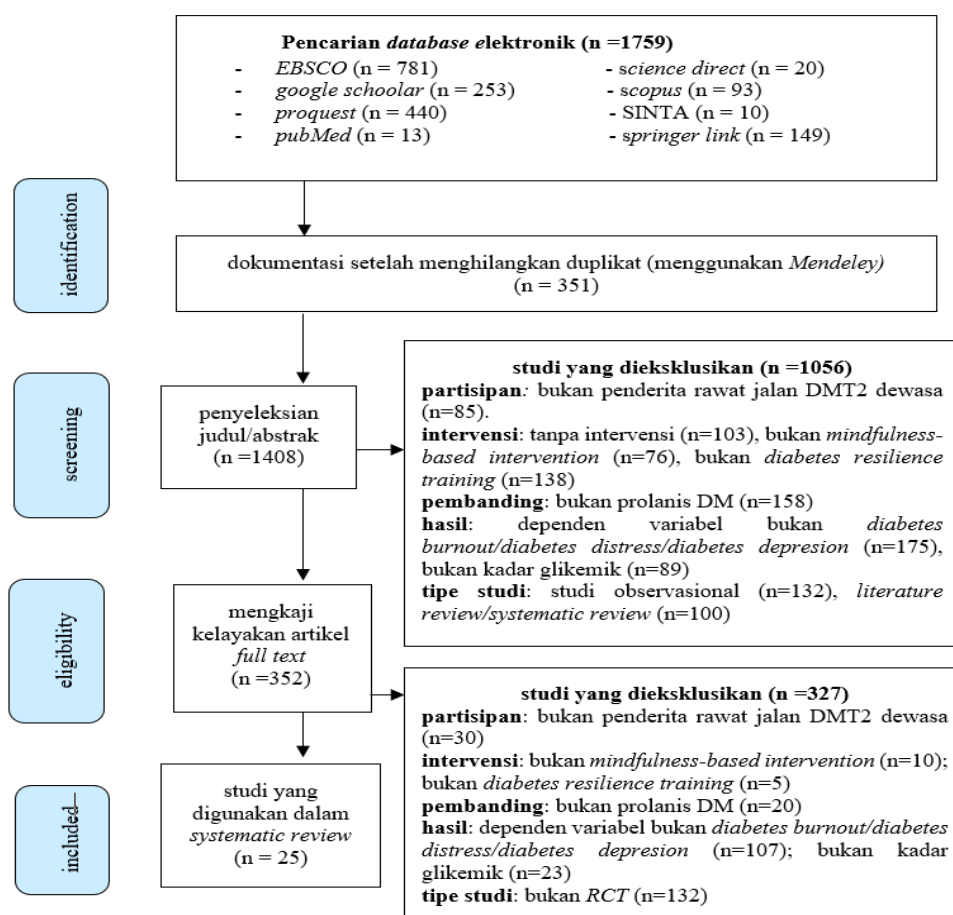 Pencarian database elektronik (n =1759)
- EBSCO (n = 781)
- google schoolar (n = 253)
- proquest (n = 440)
- pubMed (n = 13)
- science direct (n = 20)
- scopus (n = 93)
- SINTA (n = 10)
- springer link (n = 149)
identification
dokumentasi setelah menghilangkan duplikat (menggunakan Mendeley)
(n = 351)
screening
penyeleksian
judul/abstrak
(n =1408)
studi yang dieksklusikan (n =1056)
partisipan: bukan penderita rawat jalan DMT2 dewasa
(n=85).
intervensi: tanpa intervensi (n=103), bukan mindfulness-
based intervention (n=76), bukan diabetes resilience
training (n=138)
pembanding: bukan prolanis DM (n=158)
hasil: dependen variabel bukan diabetes
burnout/diabetes distress/diabetes depresion (n=175),
bukan kadar glikemik (n=89)
tipe studi: studi observasional (n=132), literature
review/systematic review (n=100)
eligibility
mengkaji
kelayakan artikel
full text
(n =352)
studi yang dieksklusikan (n =327)
partisipan: bukan penderita rawat jalan DMT2 dewasa
(n=30)
intervensi: bukan mindfulness-based intervention (n=10);
bukan diabetes resilience training (n=5)
pembanding: bukan prolanis DM (n=20)
hasil: dependen variabel bukan diabetes burnout/diabetes
distress/diabetes depresion (n=107); bukan kadar
glikemik (n=23)
tipe studi: bukan RCT (n=132)
included
studi yang
digunakan dalam
systematic review
(n = 25)